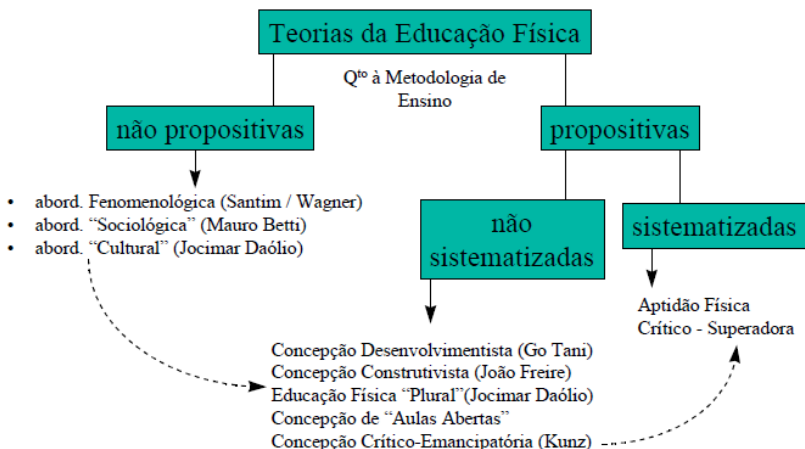 Teorias da Educação Física
Qto à Metodologia de
Ensino
não propositivas
propositivas
• abord. Fenomenológica (Santim / Wagner)
• abord. “Sociológica” (Mauro Betti)
• abord. “Cultural” (Jocimar Daólio)
não
sistematizadas
sistematizadas
Aptidão Física
Crítico - Superadora
Concepção Desenvolvimentista (Go Tani)
Concepção Construtivista (João Freire)
Educação Física “Plural”(Jocimar Daólio)
Concepção de “Aulas Abertas”
Concepção Crítico-Emancipatória (Kunz)